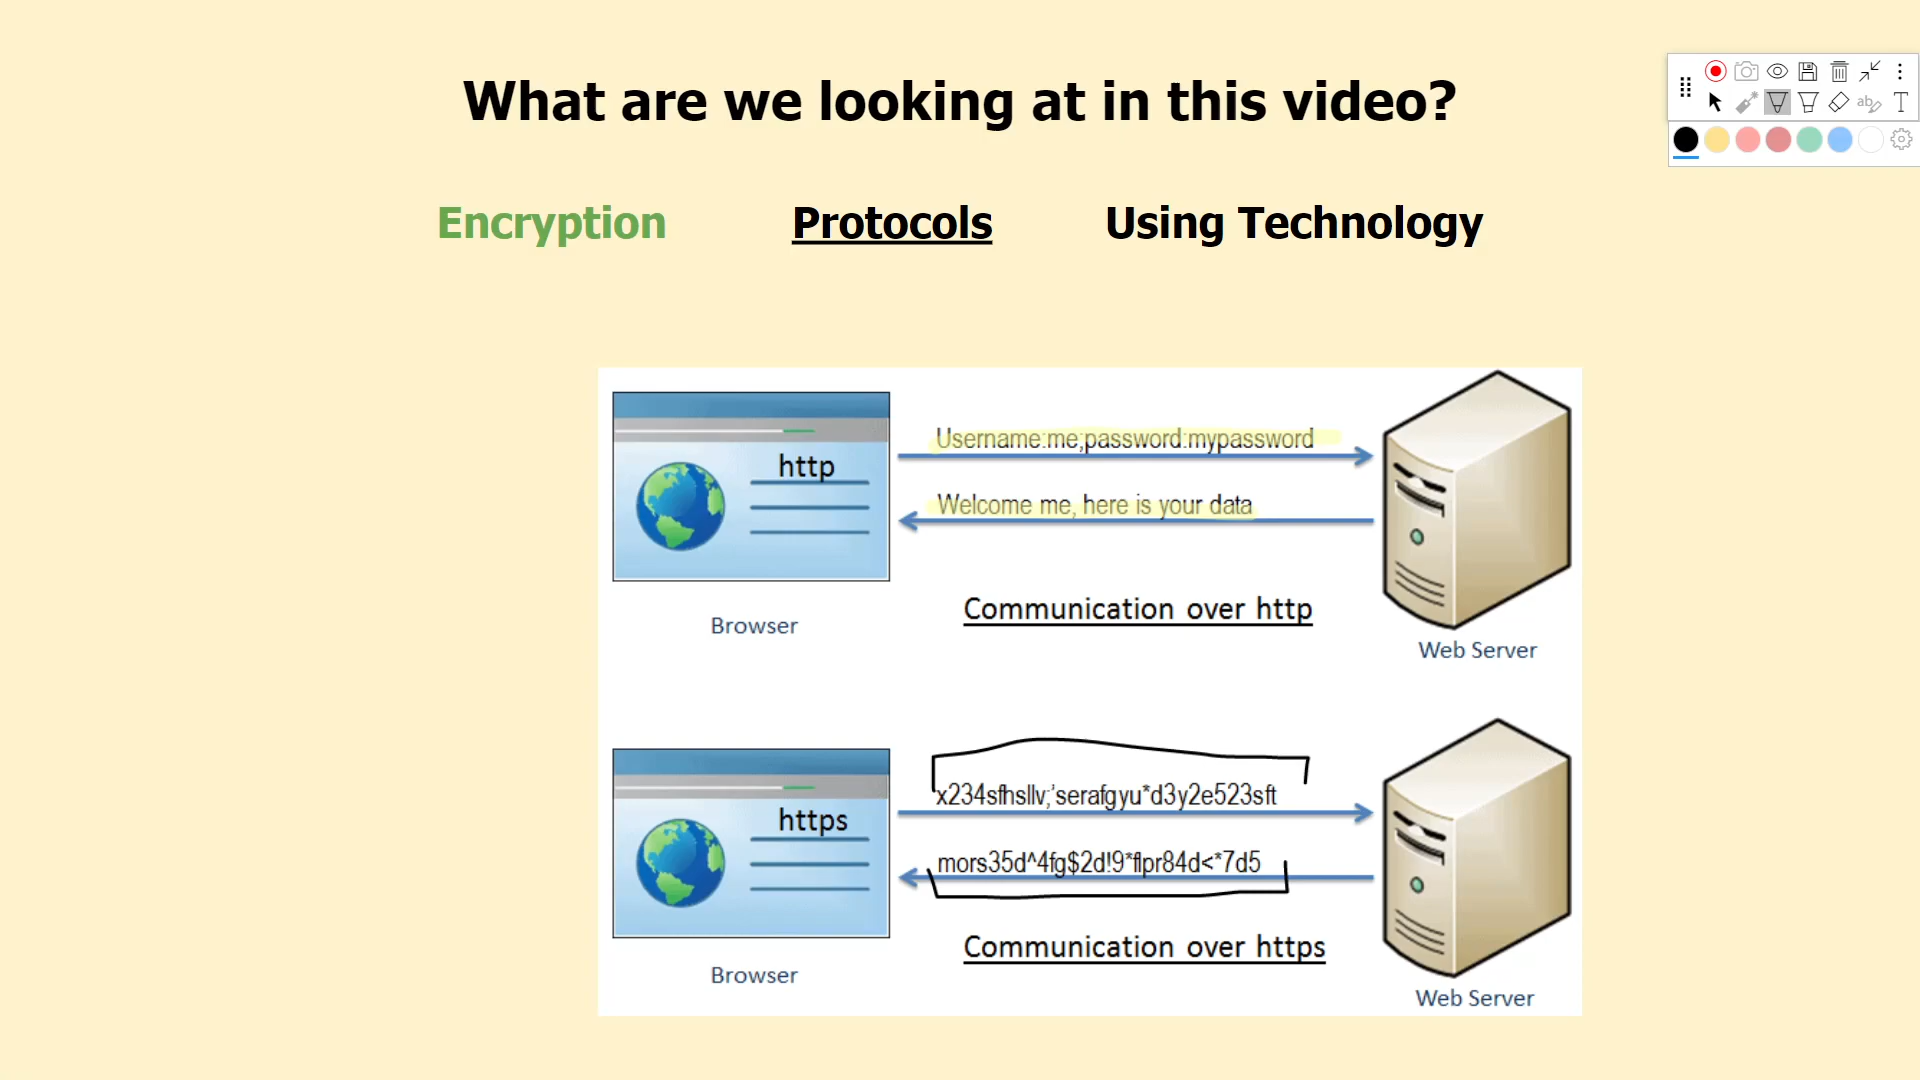 What are we looking at in this video?
Encryption Protocols Using Technology
Username:me;password:mypassword
http
Welcome me, here is your data
Communication over http
Browser
Web Server
x234sfhsllv;'serafgyu*d3y2e523sft
https
mors35d^4fg$2d!9*flpr84d<*7d5
Communication over https
Browser
Web Server